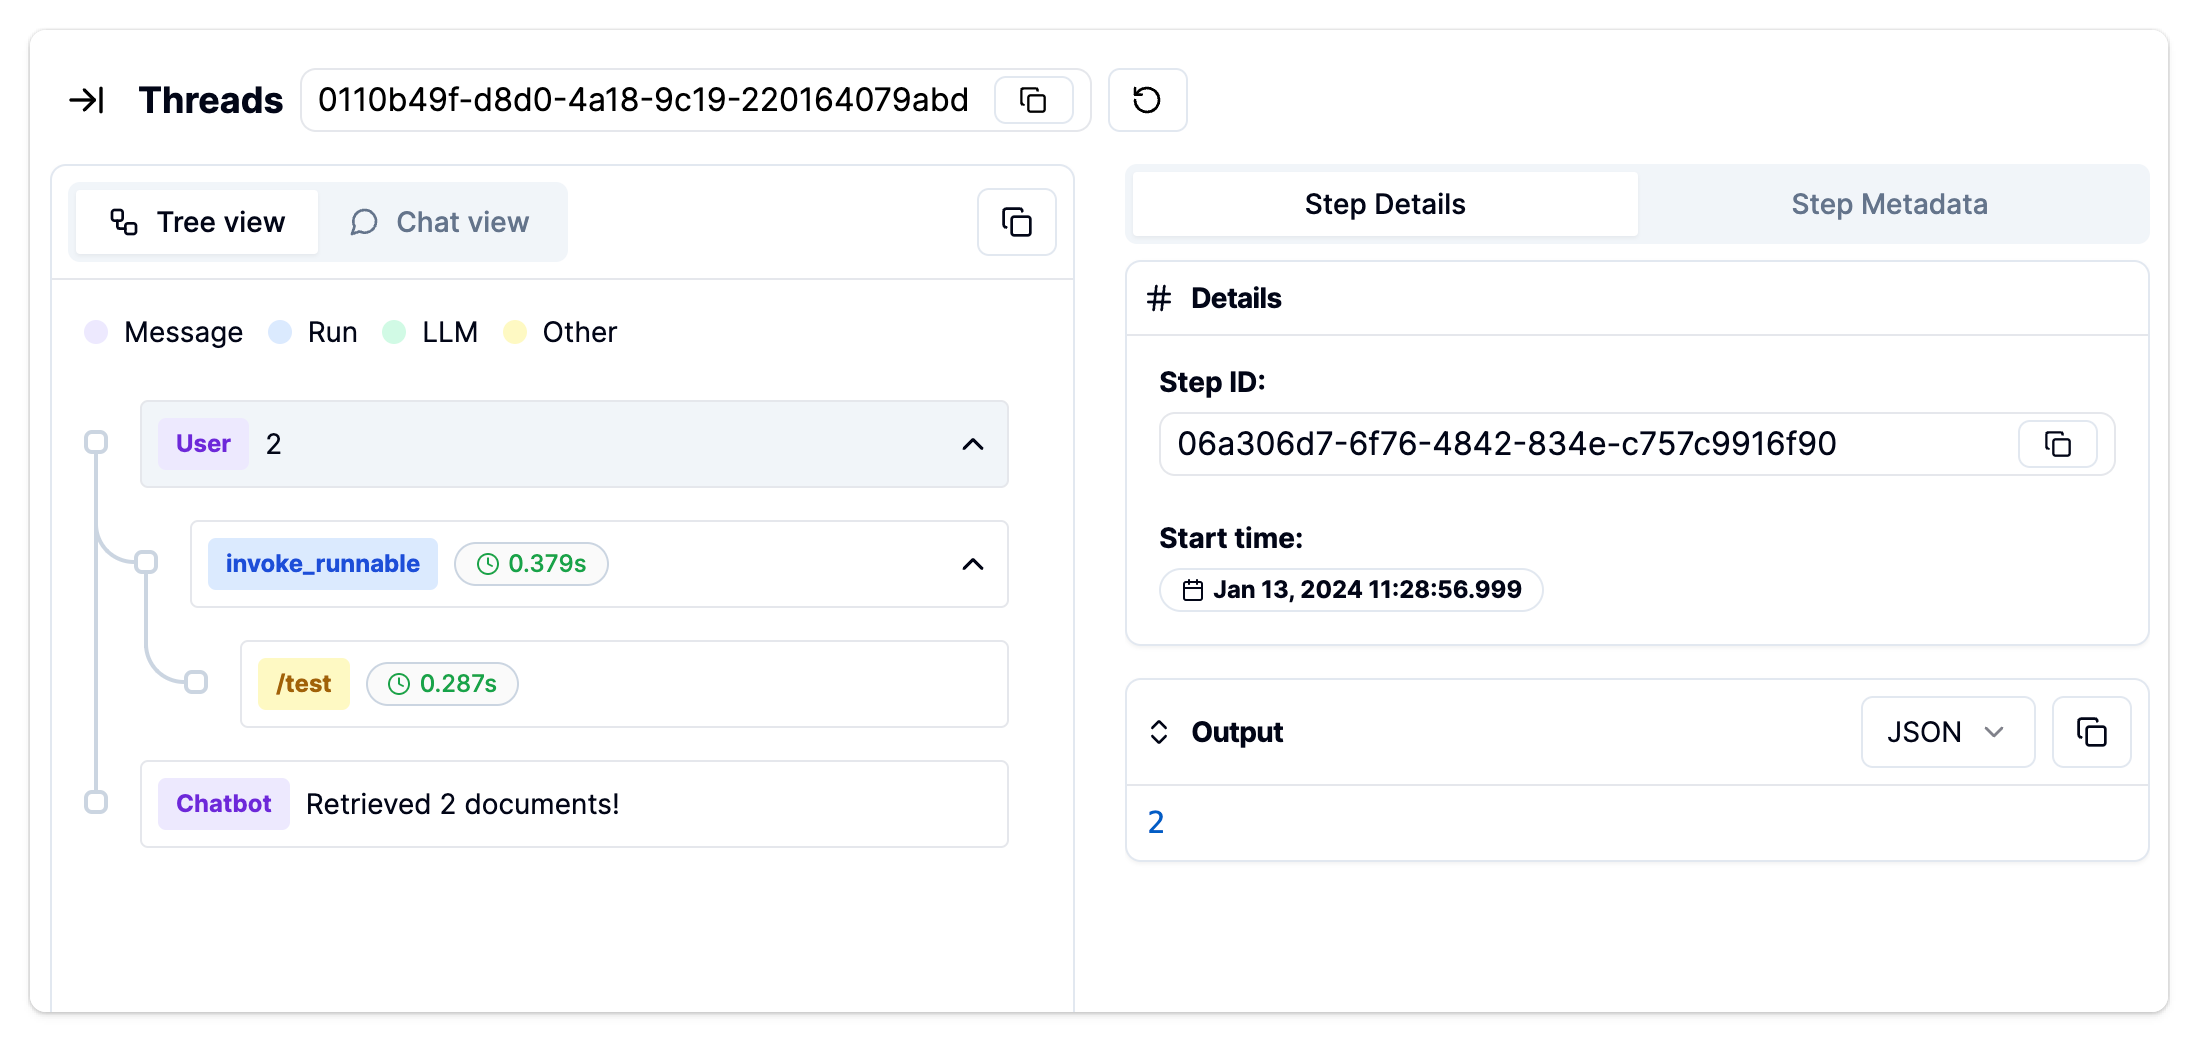 Threads 0110b49f-d8d0-4a18-9c19-220164079abd
Tree view Chat view
Message Run LLM Other
User 2
invoke_runnable 0.379s
/test 0.287s
Chatbot Retrieved 2 documents!
Step Details Step Metadata
Details
Step ID:
06a306d7-6f76-4842-834e-c757c9916f90
Start time:
Jan 13, 2024 11:28:56.999
Output JSON
2